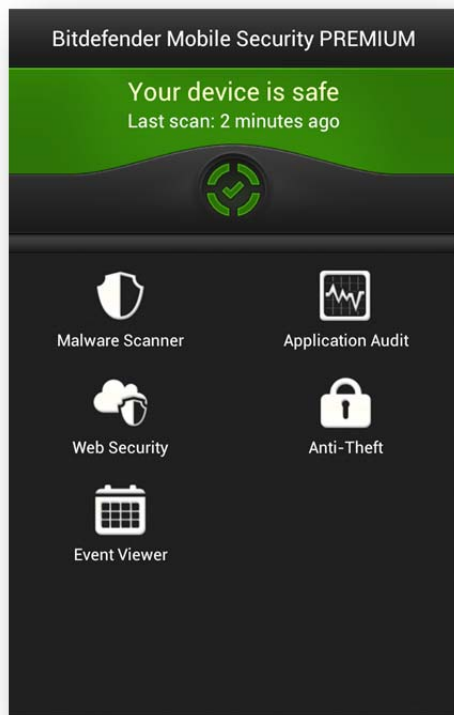 Bitdefender Mobile Security PREMIUM
Your device is safe
Last scan: 2 minutes ago
Malware Scanner
Application Audit
Web Security
Anti-Theft
Event Viewer